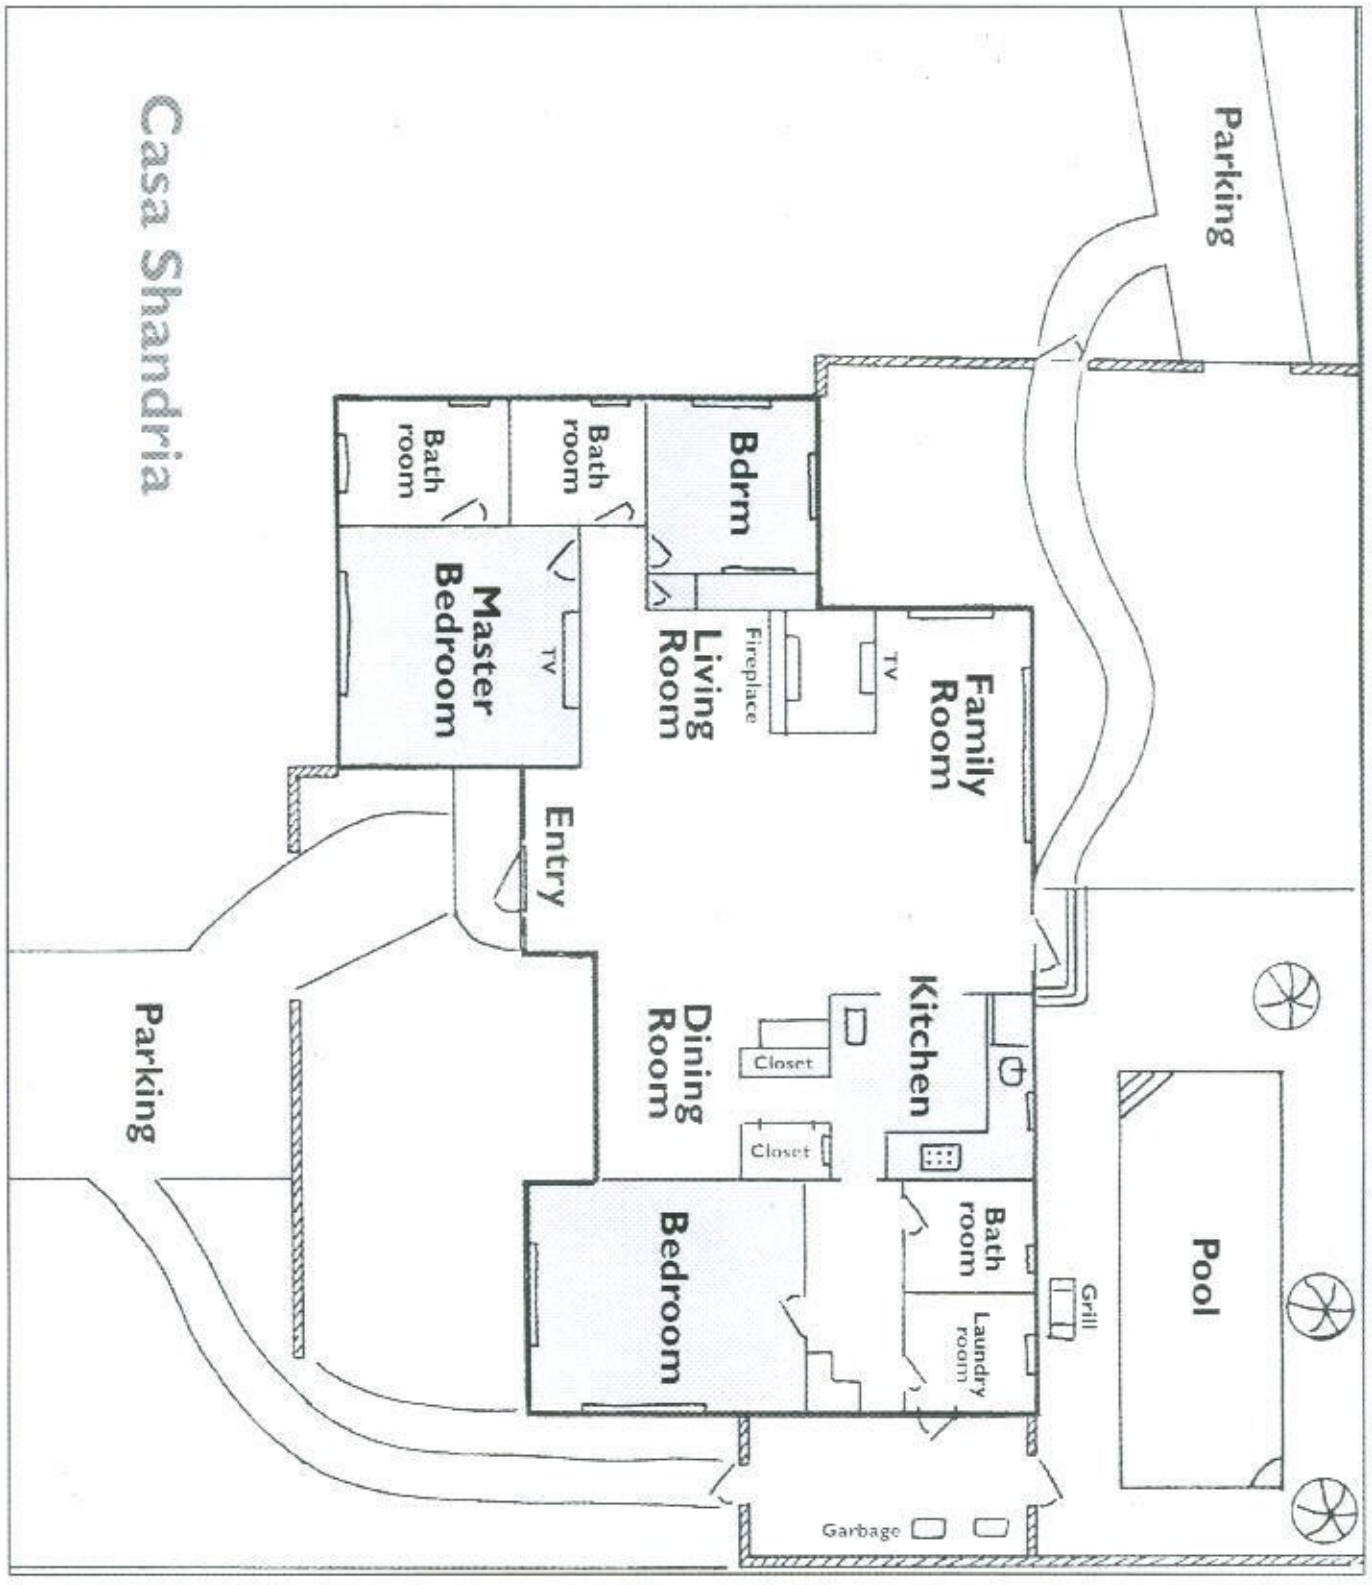 Parking
Pool
Grill
Family
Room
Bath
room
Laundry
room
Kitchen
TV
Garbage
Closet
Closet
Fireplace
Bdrm
Living
Room
Dining
Room
Bedroom
Bath
room
TV
Entry
Master
Bedroom
Bath
room
Parking
Casa Shandria